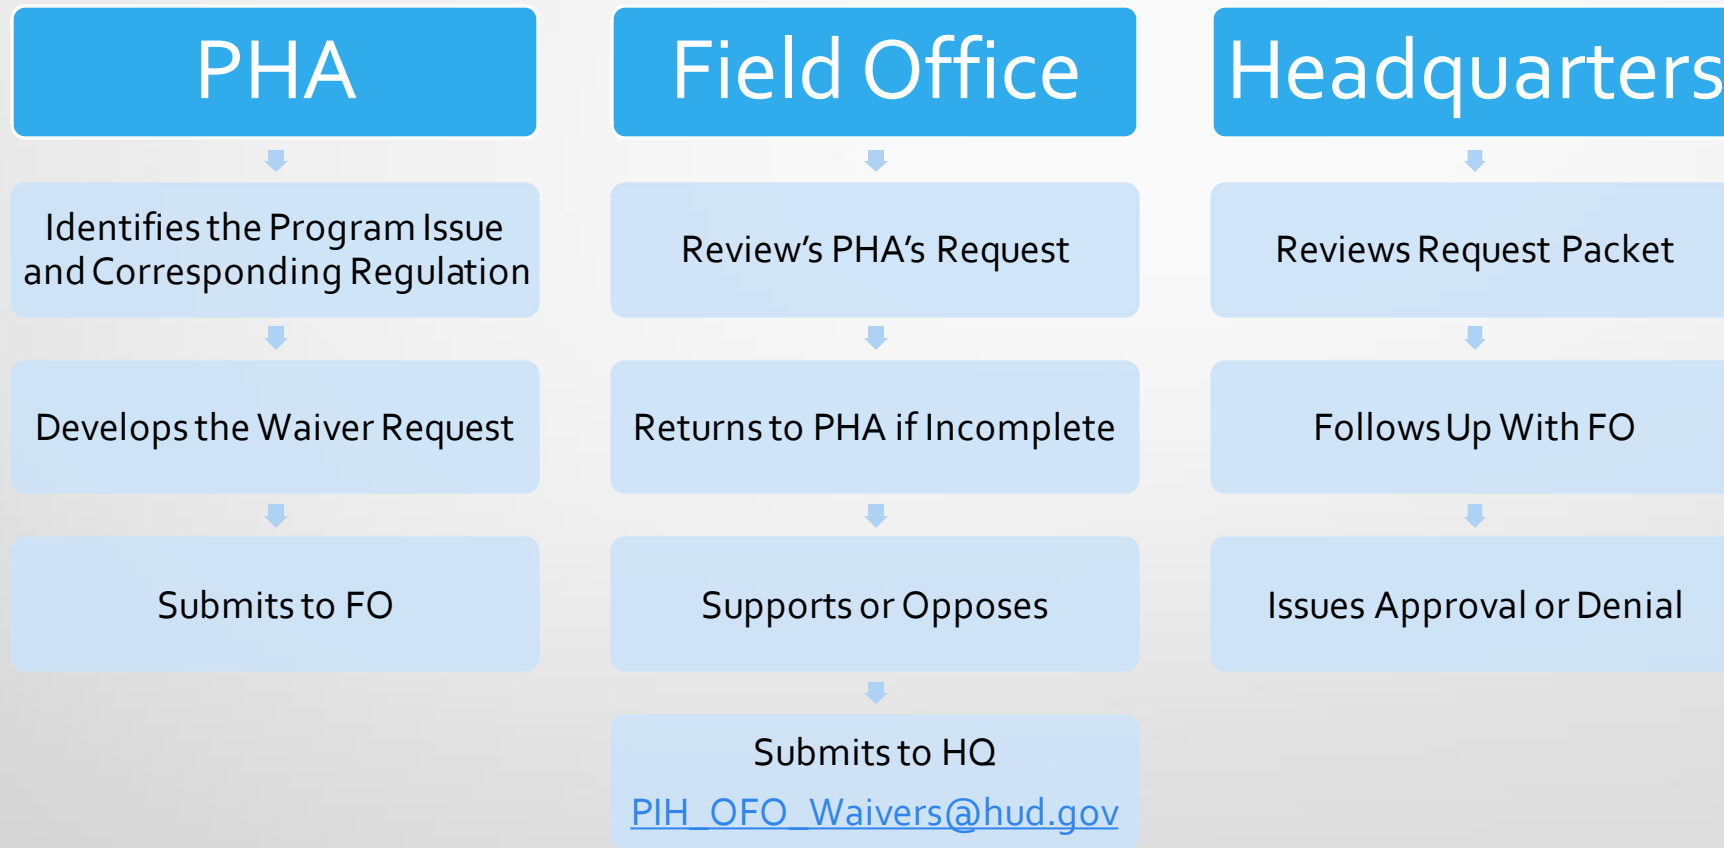 PHA
Identifies the Program Issue
and Corresponding Regulation
Develops the Waiver Request
Submits to FO
Field Office
Review’s PHA’s Request
Returns to PHA if Incomplete
Supports or Opposes
Submits to HQ
PIH_OFO_Waivers@hud.gov
Headquarters
Reviews Request Packet
Follows Up With FO
Issues Approval or Denial